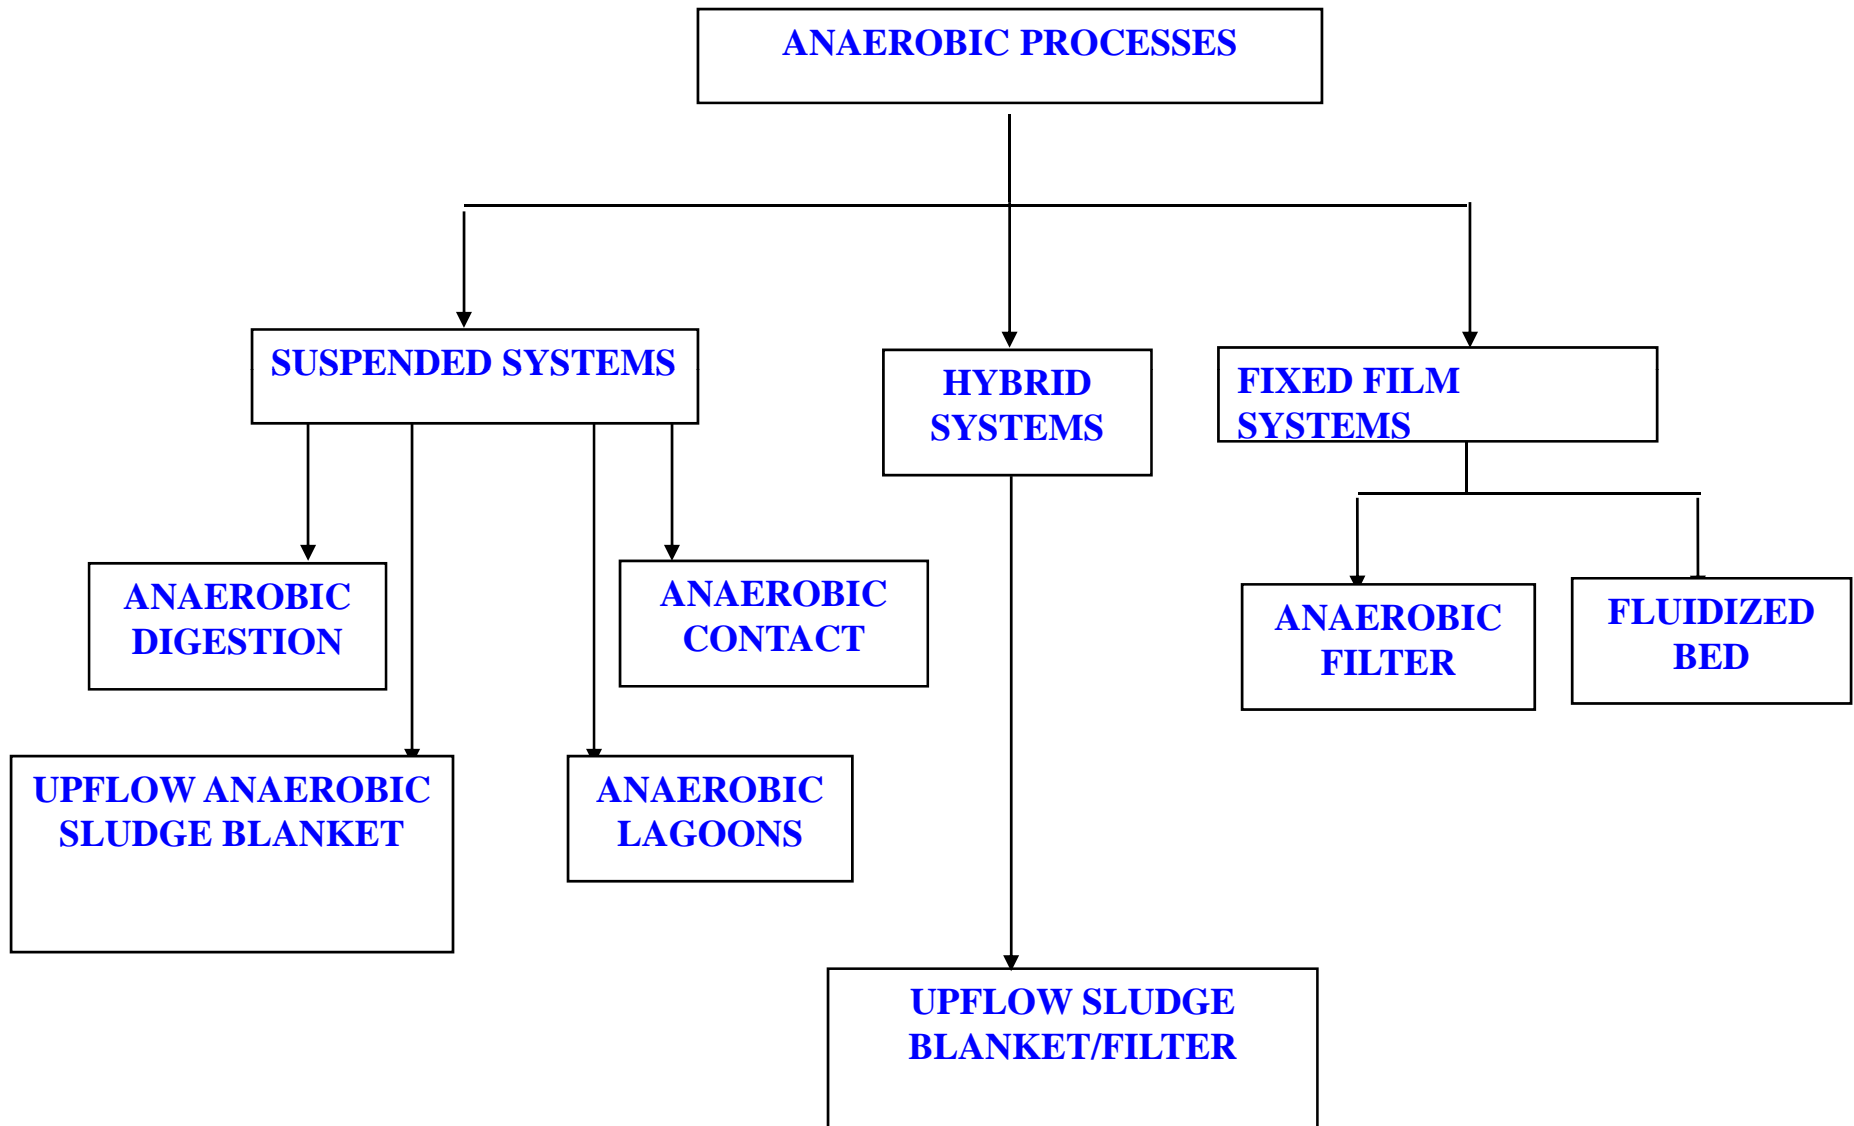 ANAEROBIC PROCESSES
SUSPENDED SYSTEMS
HYBRID
SYSTEMS
FIXED FILM
SYSTEMS
ANAEROBIC
DIGESTION
ANAEROBIC
CONTACT
ANAEROBIC
FILTER
FLUIDIZED
BED
UPFLOW ANAEROBIC
SLUDGE BLANKET
ANAEROBIC
LAGOONS
UPFLOW SLUDGE
BLANKET/FILTER